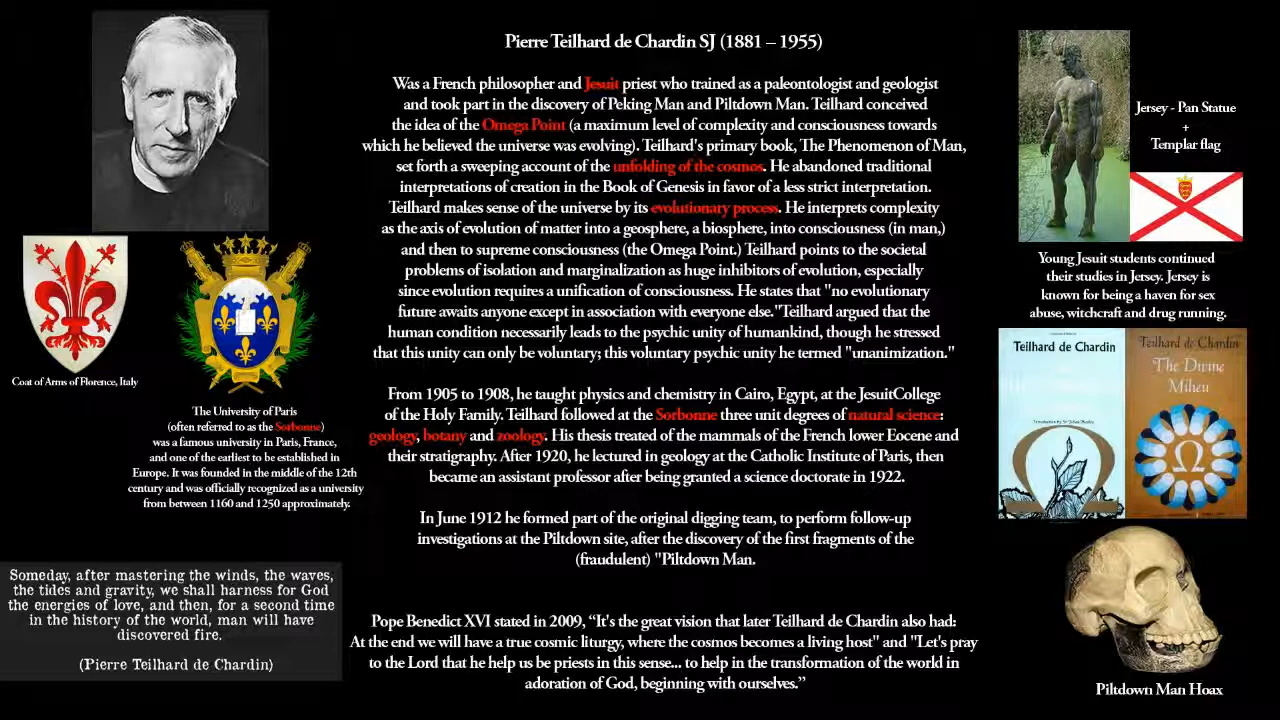 Pierre Teilhard de Chardin SJ (1881 – 1955)
Was a French philosopher and Jesuit priest who trained as a paleontologist and geologist
and took part in the discovery of Peking Man and Piltdown Man. Teilhard conceived
the idea of the Omega Point (a maximum level of complexity and consciousness towards
which he believed the universe was evolving). Teilhard's primary book, The Phenomenon of Man,
set forth a sweeping account of the unfolding of the cosmos. He abandoned traditional
interpretations of creation in the Book of Genesis in favor of a less strict interpretation.
Teilhard makes sense of the universe by its evolutionary process. He interprets complexity
as the axis of evolution of matter into a geosphere, a biosphere, into consciousness (in man,)
and then to supreme consciousness (the Omega Point.) Teilhard points to the societal
problems of isolation and marginalization as huge inhibitors of evolution, especially
since evolution requires a unification of consciousness. He states that "no evolutionary
future awaits anyone except in association with everyone else."Teilhard argued that the
human condition necessarily leads to the psychic unity of humankind, though he stressed
that this unity can only be voluntary; this voluntary psychic unity he termed "unanimization."
From 1905 to 1908, he taught physics and chemistry in Cairo, Egypt, at the JesuitCollege
of the Holy Family. Teilhard followed at the Sorbonne three unit degrees of natural science:
geology, botany and zoology. His thesis treated of the mammals of the French lower Eocene and
their stratigraphy. After 1920, he lectured in geology at the Catholic Institute of Paris, then
became an assistant professor after being granted a science doctorate in 1922.
In June 1912 he formed part of the original digging team, to perform follow-up
investigations at the Piltdown site, after the discovery of the first fragments of the
(fraudulent) "Piltdown Man.
Pope Benedict XVI stated in 2009, “It's the great vision that later Teilhard de Chardin also had:
At the end we will have a true cosmic liturgy, where the cosmos becomes a living host" and "Let's pray
to the Lord that he help us be priests in this sense... to help in the transformation of the world in
adoration of God, beginning with ourselves.”
Coat of Arms of Florence, Italy
The University of Paris
(often referred to as the Sorbonne)
was a famous university in Paris, France,
and one of the earliest to be established in
Europe. It was founded in the middle of the 12th
century and was officially recognized as a university
from between 1160 and 1250 approximately.
Someday, after mastering the winds, the waves,
the tides and gravity, we shall harness for God
the energies of love, and then, for a second time
in the history of the world, man will have
discovered fire.
(Pierre Teilhard de Chardin)
Jersey - Pan Statue
+
Templar flag
Young Jesuit students continued
their studies in Jersey. Jersey is
known for being a haven for sex
abuse, witchcraft and drug running.
Teilhard de Chardin
Teilhard de Chardin
The Divine
Milieu
Piltdown Man Hoax